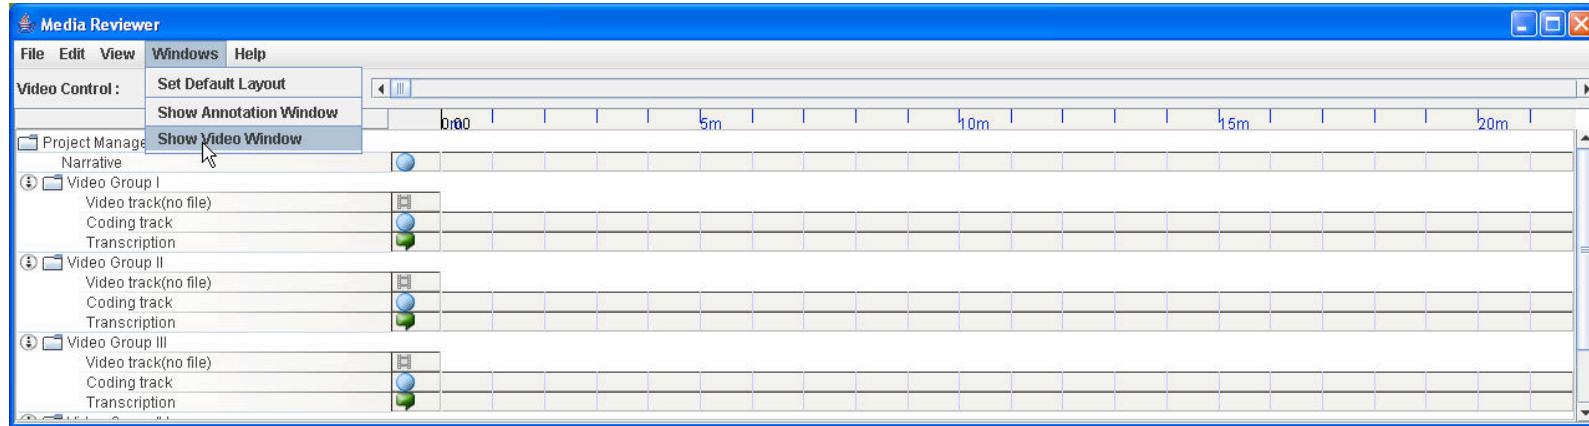 Media Reviewer
File Edit View Windows Help
Video Control :
Set Default Layout
Show Annotation Window
Show Video Window
5m 10m 15m 20m
Project Manage
Narrative
Video Group I
Video track(no file)
Coding track
Transcription
Video Group II
Video track(no file)
Coding track
Transcription
Video Group III
Video track(no file)
Coding track
Transcription